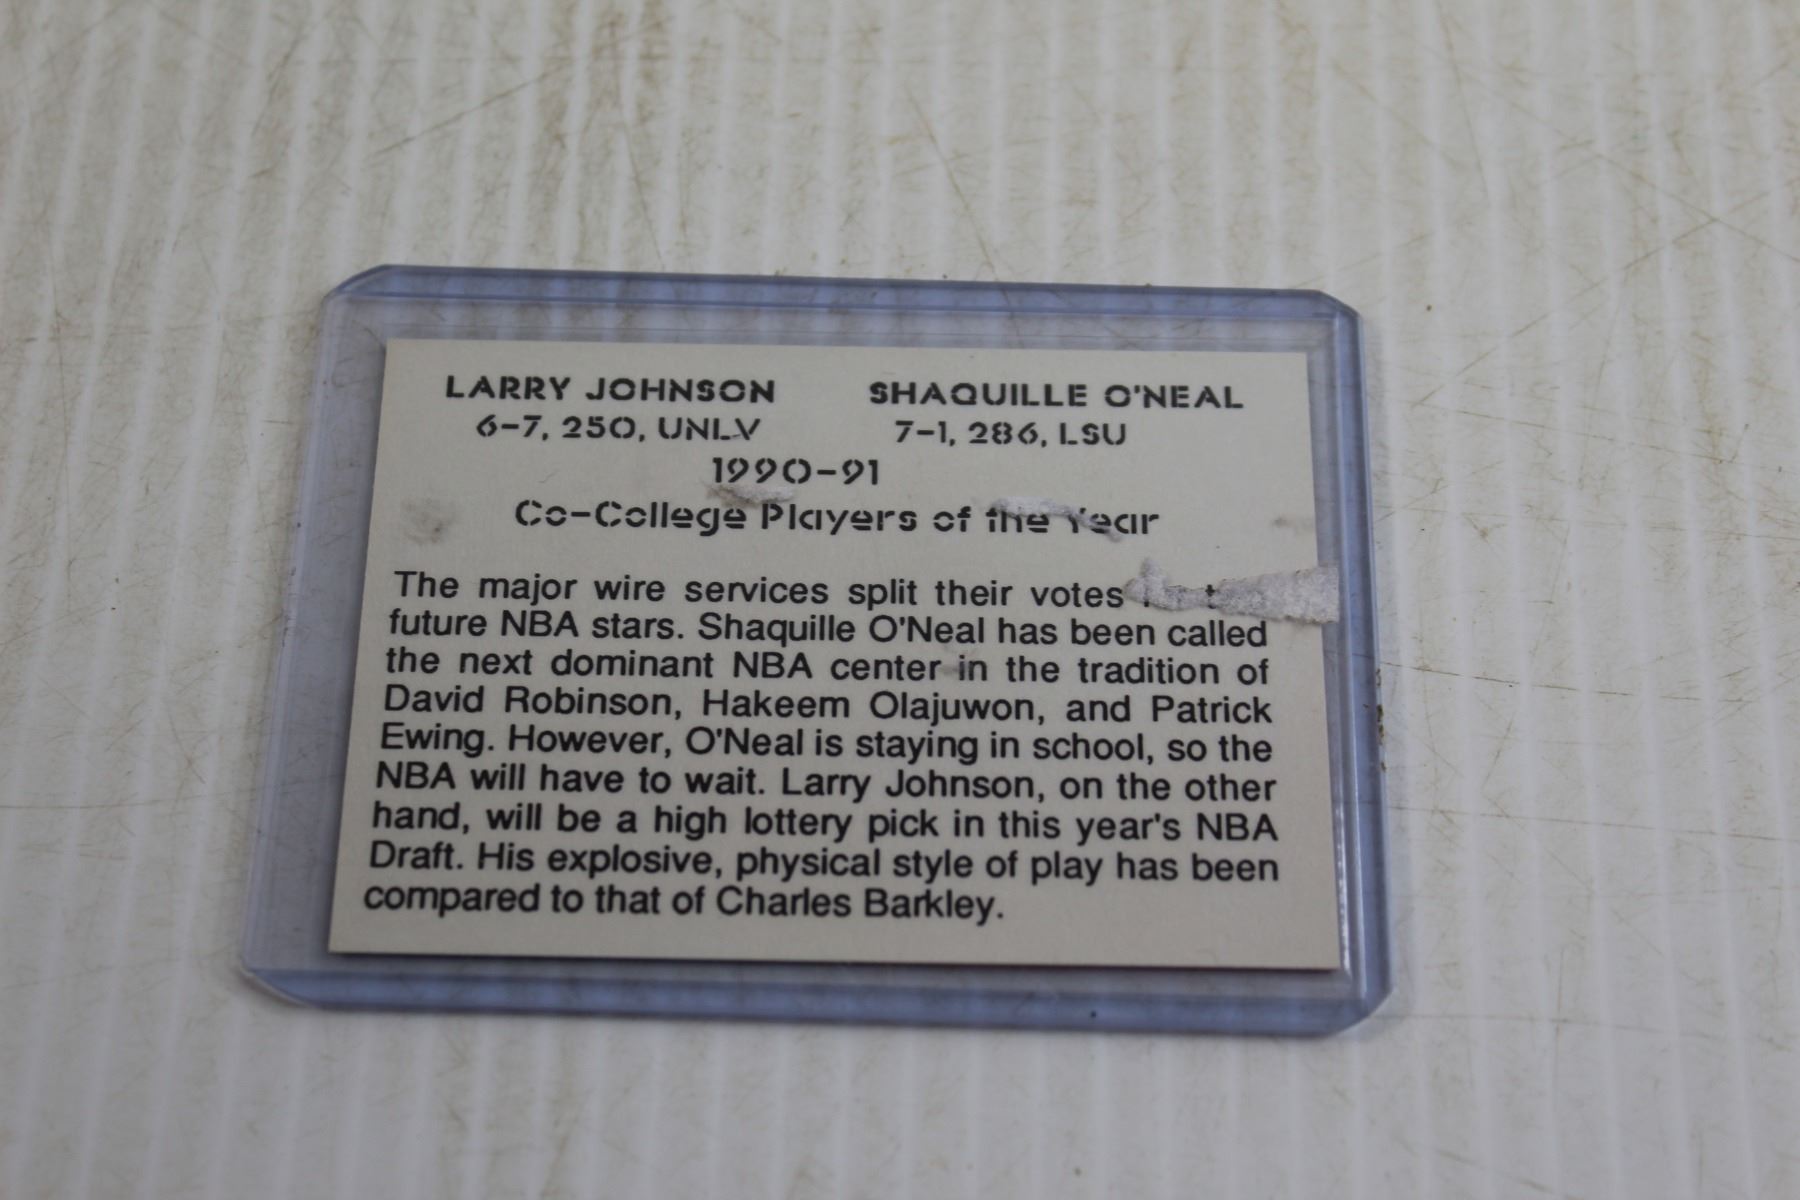 LARRY JOHNSON SHAQUILLE O'NEAL
6-7, 250, UNLV 7-1, 286, LSU
1990-91
Co-College Players of the Year
The major wire services split their votes
future NBA stars. Shaquille O'Neal has been called
the next dominant NBA center in the tradition of
David Robinson, Hakeem Olajuwon, and Patrick
Ewing. However, O'Neal is staying in school, so the
NBA will have to wait. Larry Johnson, on the other
hand, will be a high lottery pick in this year's NBA
Draft. His explosive, physical style of play has been
compared to that of Charles Barkley.